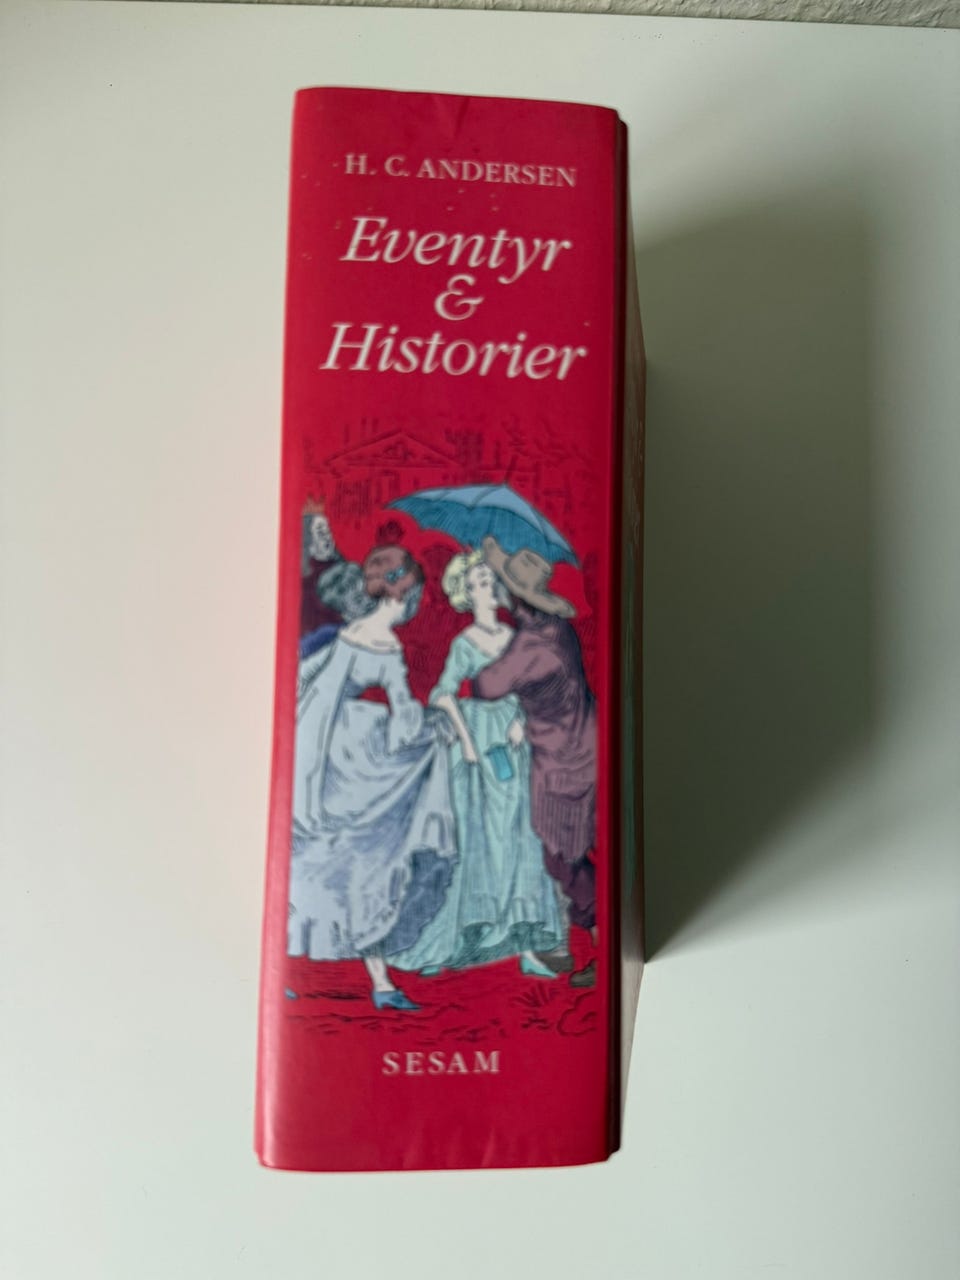 H. C. ANDERSEN
Eventyr
&
Historier
SESAM